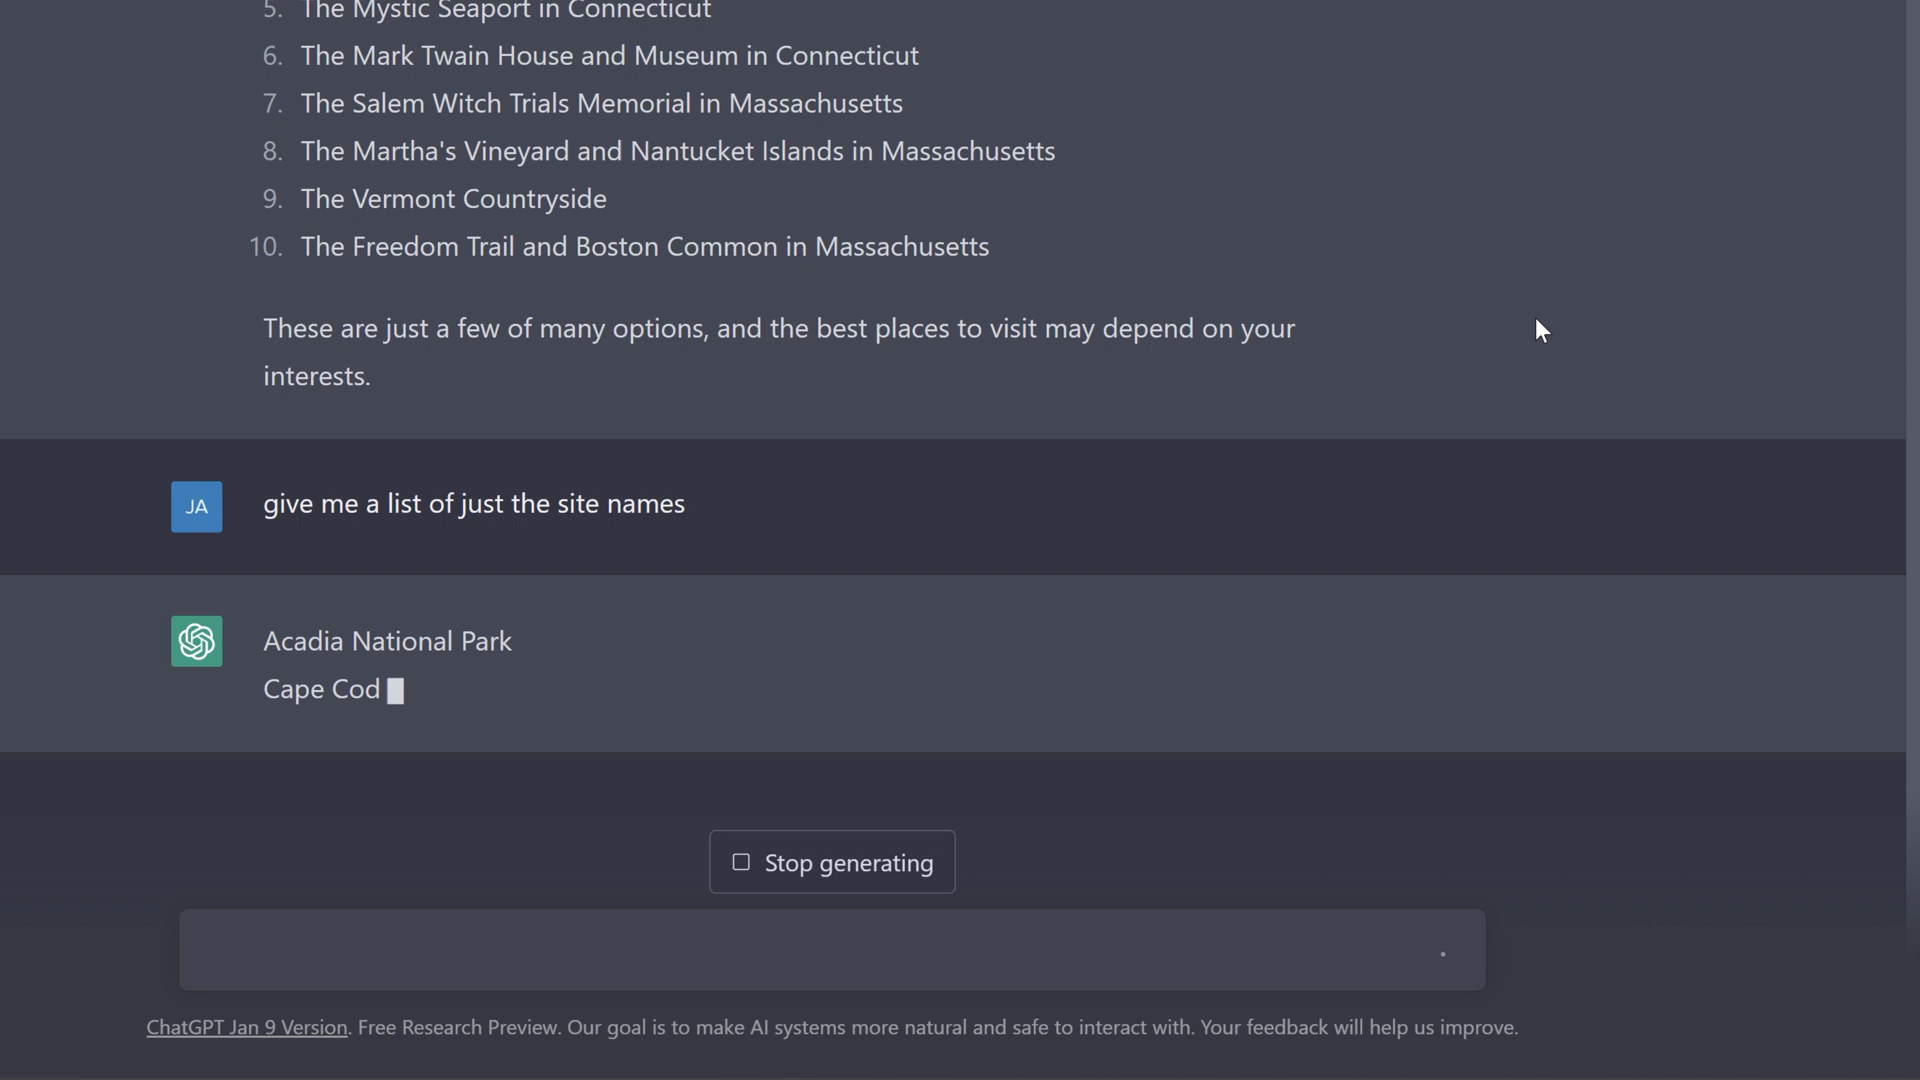 5. The Mystic Seaport in Connecticut
6. The Mark Twain House and Museum in Connecticut
7. The Salem Witch Trials Memorial in Massachusetts
8. The Martha's Vineyard and Nantucket Islands in Massachusetts
9. The Vermont Countryside
10. The Freedom Trail and Boston Common in Massachusetts
These are just a few of many options, and the best places to visit may depend on your
interests.
JA give me a list of just the site names
Acadia National Park
Cape Cod
Stop generating
ChatGPT Jan 9 Version. Free Research Preview. Our goal is to make AI systems more natural and safe to interact with. Your feedback will help us improve.